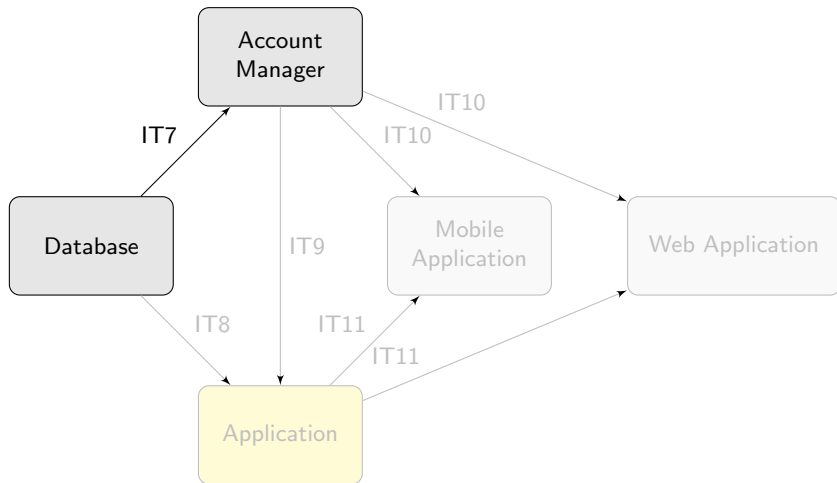 Account
Manager
IT10
IT7
IT10
Database
IT9
Mobile
Application
Web Application
IT8
IT11
IT11
Application